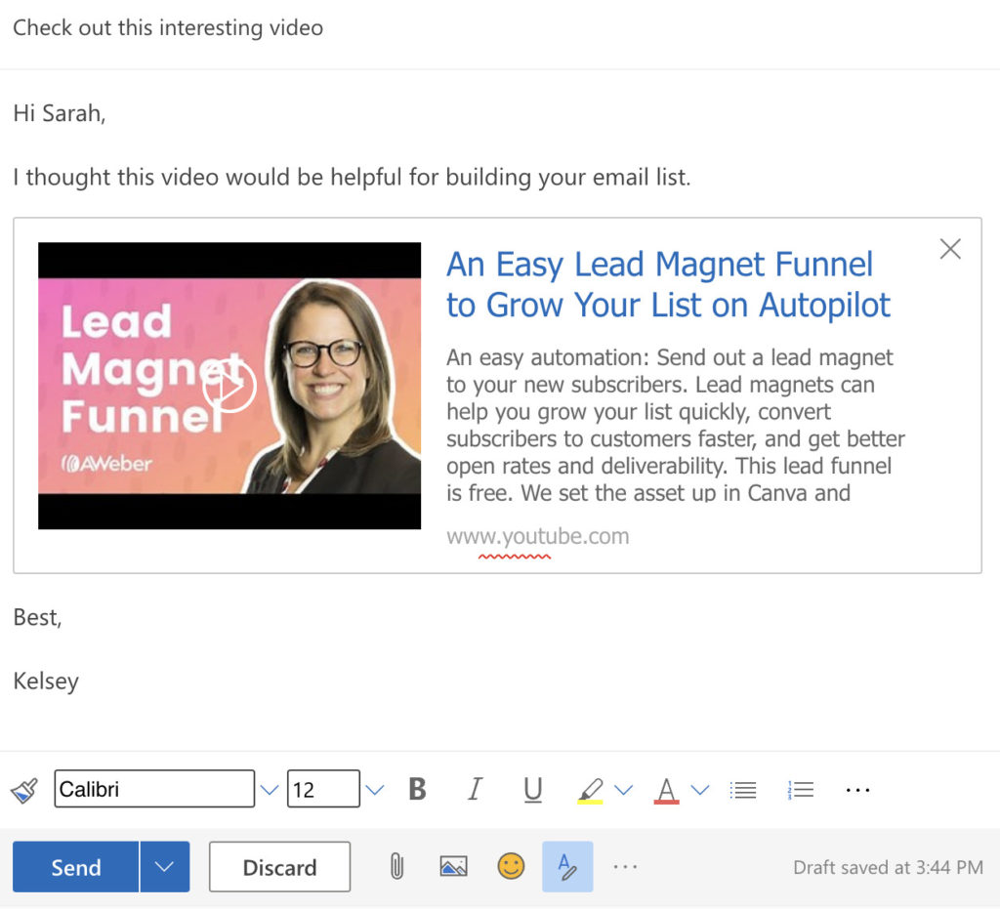 Check out this interesting video
Hi Sarah,
I thought this video would be helpful for building your email list.
Lead
Magnet
Funnel
AWeber
An Easy Lead Magnet Funnel
to Grow Your List on Autopilot
An easy automation: Send out a lead magnet
to your new subscribers. Lead magnets can
help you grow your list quickly, convert
subscribers to customers faster, and get better
open rates and deliverability. This lead funnel
is free. We set the asset up in Canva and
www.youtube.com
Best,
Kelsey
Calibri 12 B I U A
Send Discard A Draft saved at 3:44 PM